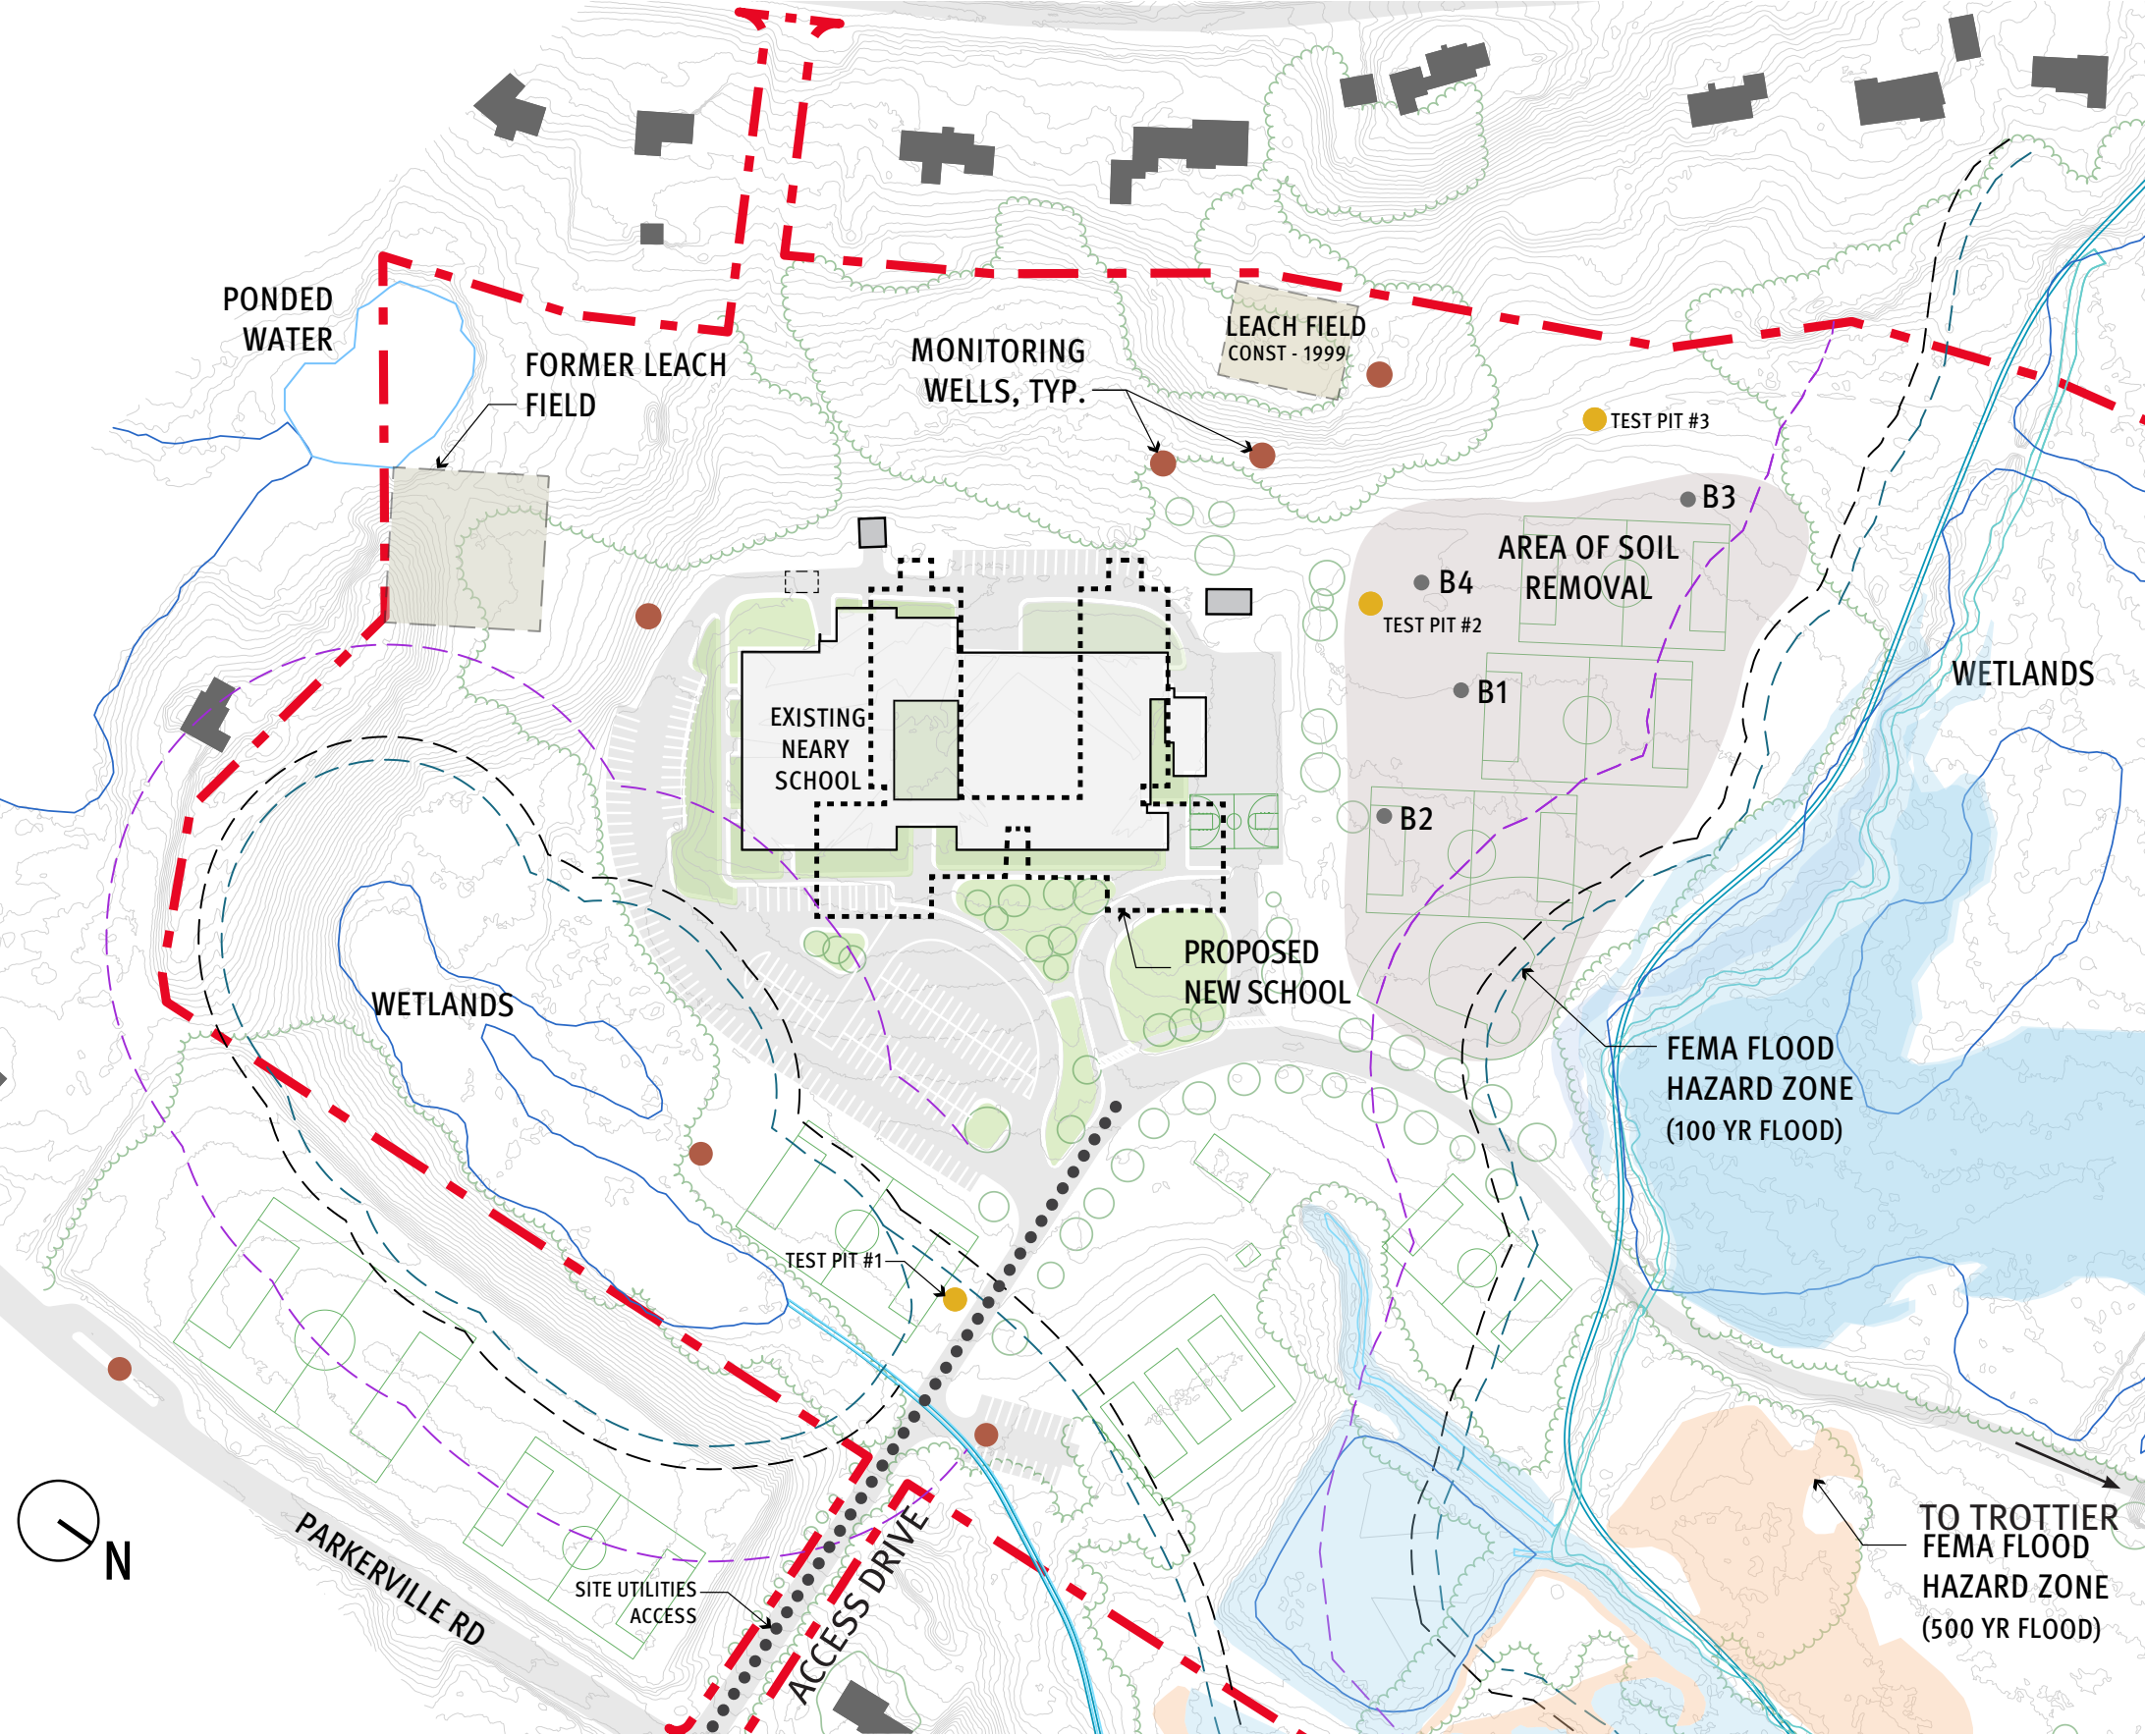 PONDED
WATER
FORMER LEACH
FIELD
MONITORING
WELLS, TYP.
LEACH FIELD
CONST - 1999
TEST PIT #3
B3
AREA OF SOIL
REMOVAL
B4
TEST PIT #2
B1
B2
WETLANDS
EXISTING
NEARY
SCHOOL
PROPOSED
NEW SCHOOL
WETLANDS
FEMA FLOOD
HAZARD ZONE
(100 YR FLOOD)
TEST PIT #1
TO TROTTIER
FEMA FLOOD
HAZARD ZONE
(500 YR FLOOD)
N
PARKERVILLE RD
SITE UTILITIES
ACCESS
ACCESS DRIVE